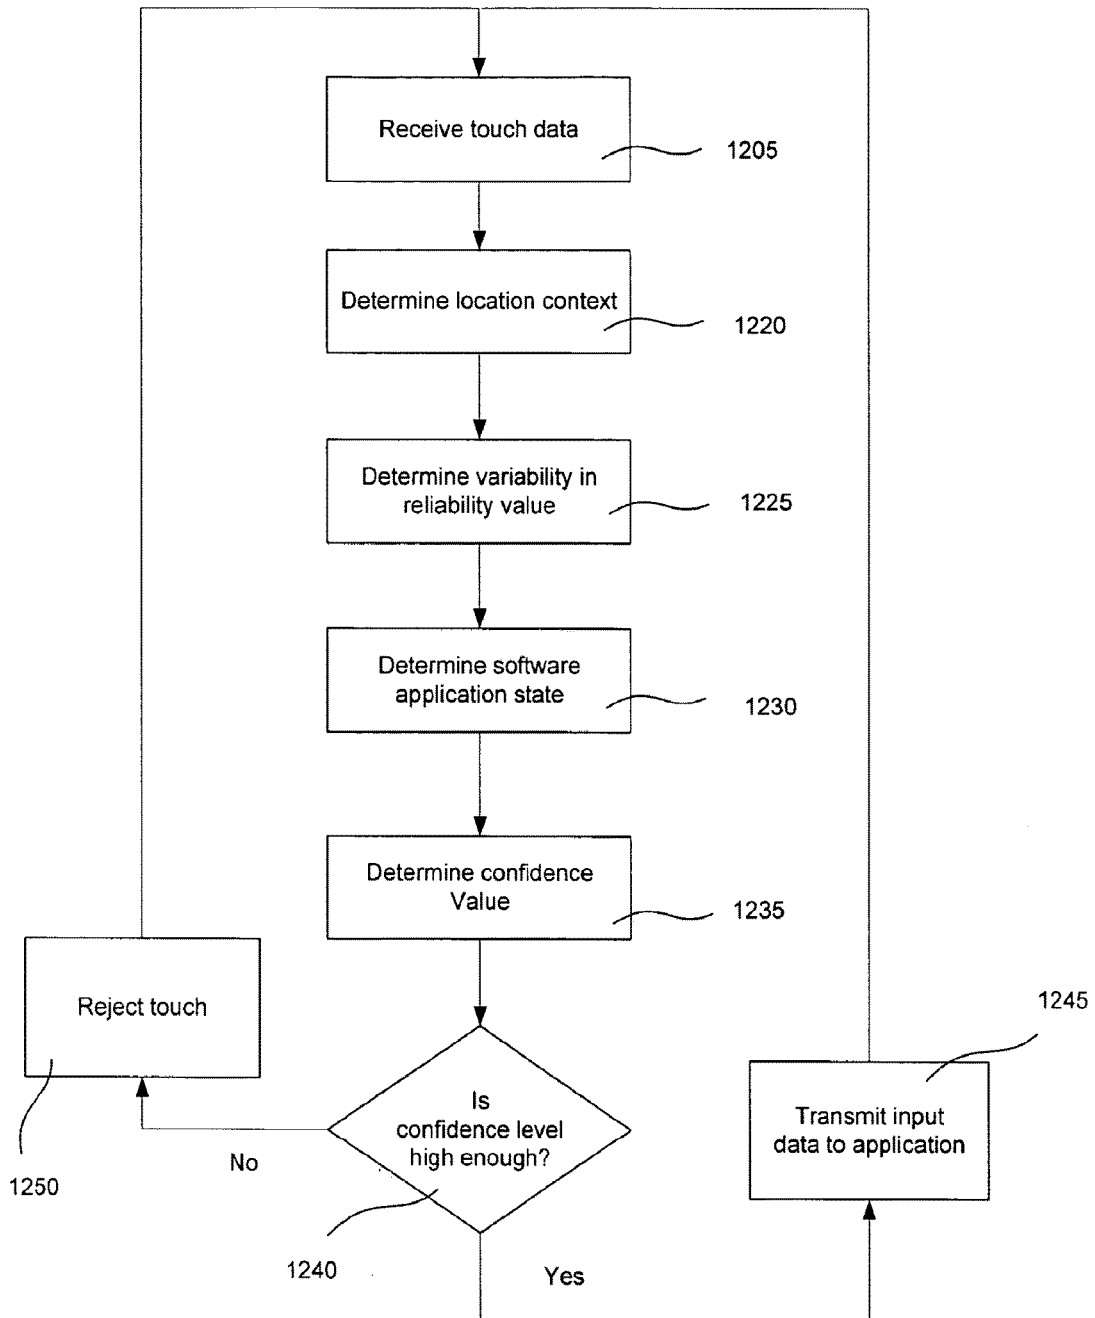 Receive touch data
1205
Determine location context
1220
Determine variability in
reliability value
1225
Determine software
application state
1230
Determine confidence
Value
1235
Reject touch
1250
Is
confidence level
high enough?
1240
No
Yes
1245
Transmit input
data to application